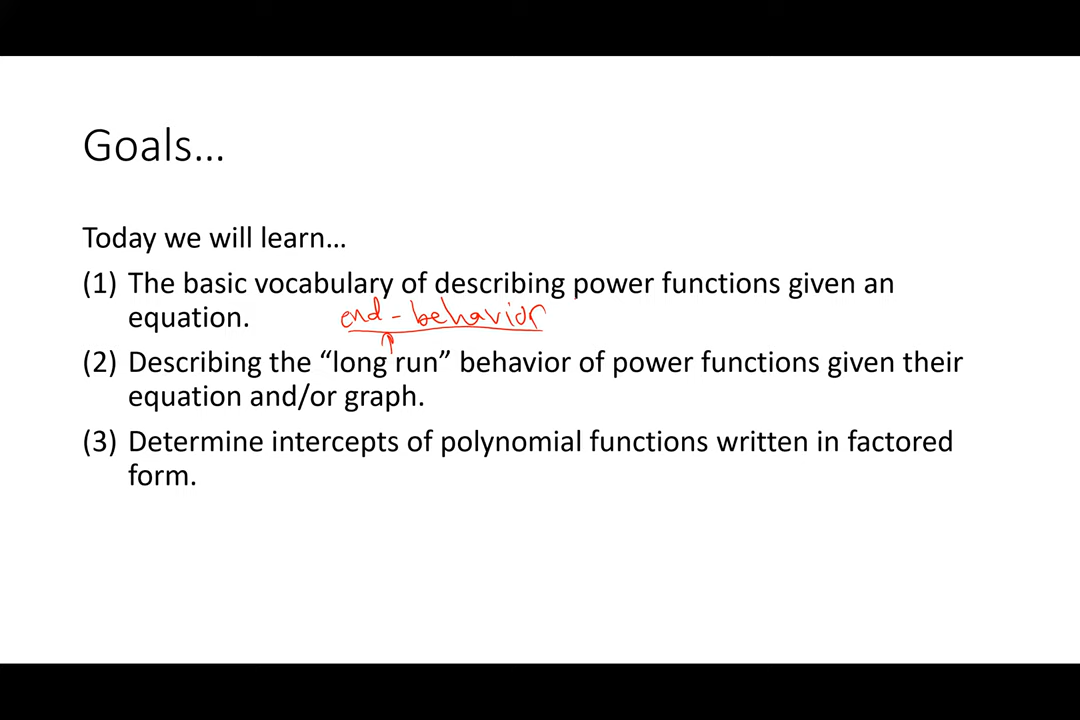 Goals...
Today we will learn...
(1) The basic vocabulary of describing power functions given an
equation.
end-behavior
(2) Describing the “long run” behavior of power functions given their
equation and/or graph.
(3) Determine intercepts of polynomial functions written in factored
form.